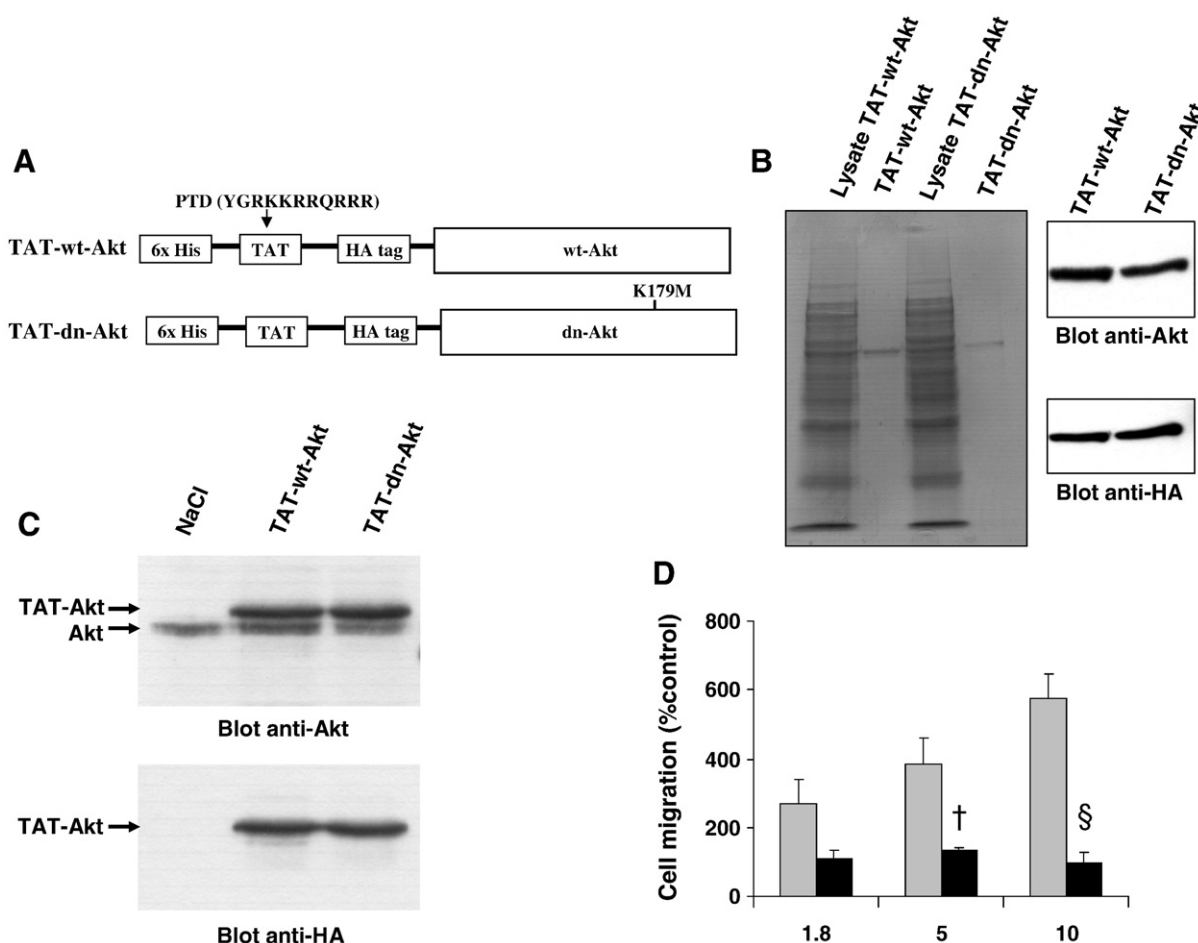 A
PTD (YGRKKRRQRRR)
TAT-wt-Akt
6x His
TAT
HA tag
wt-Akt
K179M
TAT-dn-Akt
6x His
TAT
HA tag
dn-Akt
B
Lysate TAT-wt-Akt
TAT-wt-Akt
Lysate TAT-dn-Akt
TAT-dn-Akt
TAT-wt-Akt
TAT-dn-Akt
Blot anti-Akt
Blot anti-HA
C
NaCl
TAT-wt-Akt
TAT-dn-Akt
TAT-Akt
Akt
Blot anti-Akt
TAT-Akt
Blot anti-HA
D
Cell migration (%control)
800
600
400
200
0
†
§
1.8
5
10